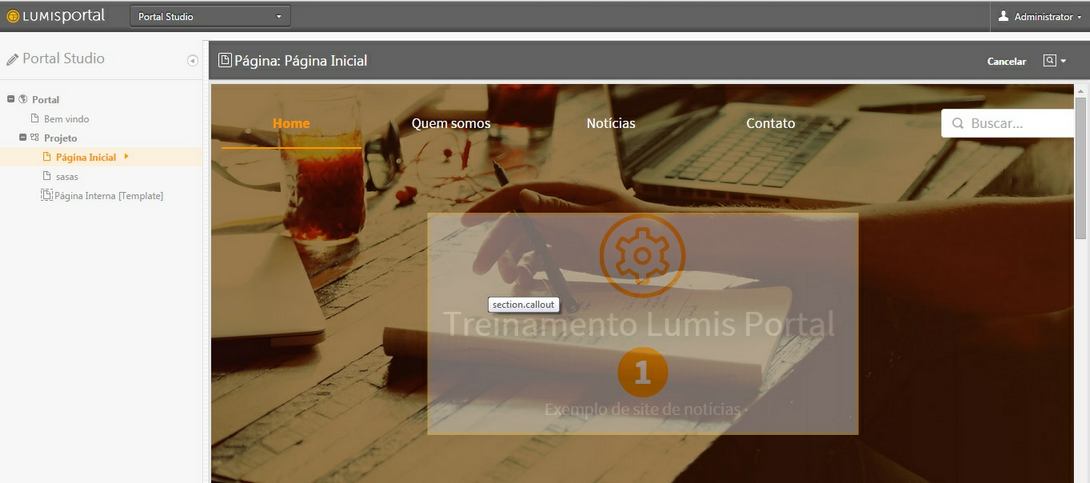 LUMISportal
Portal Studio
Administrator
Portal Studio
Página: Página Inicial
Cancelar
Portal
Bem vindo
Projeto
Página Inicial
sasas
Página Interna [Template]
Home
Quem somos
Notícias
Contato
Buscar...
section.callout
Treinamento Lumis Portal
1
Exemplo de site de notícias